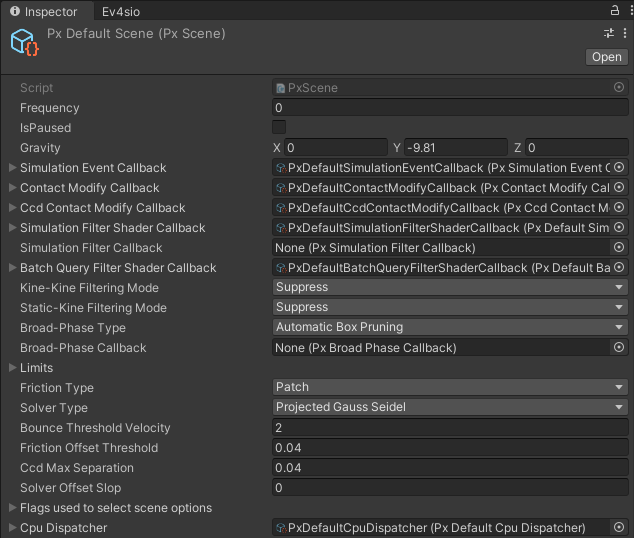 Inspector Ev4sio
Px Default Scene (Px Scene)
Open
Script PxScene
Frequency 0
IsPaused
Gravity X 0 Y -9.81 Z 0
Simulation Event Callback PxDefaultSimulationEventCallback (Px Simulation Event C
Contact Modify Callback PxDefaultContactModifyCallback (Px Contact Modify Cal
Ccd Contact Modify Callback PxDefaultCcdContactModifyCallback (Px Ccd Contact M
Simulation Filter Shader Callback PxDefaultSimulationFilterShaderCallback (Px Default Sim
Simulation Filter Callback None (Px Simulation Filter Callback)
Batch Query Filter Shader Callback PxDefaultBatchQueryFilterShaderCallback (Px Default Ba
Kine-Kine Filtering Mode Suppress
Static-Kine Filtering Mode Suppress
Broad-Phase Type Automatic Box Pruning
Broad-Phase Callback None (Px Broad Phase Callback)
Limits
Friction Type Patch
Solver Type Projected Gauss Seidel
Bounce Threshold Velocity 2
Friction Offset Threshold 0.04
Ccd Max Separation 0.04
Solver Offset Slop 0
Flags used to select scene options
Cpu Dispatcher PxDefaultCpuDispatcher (Px Default Cpu Dispatcher)